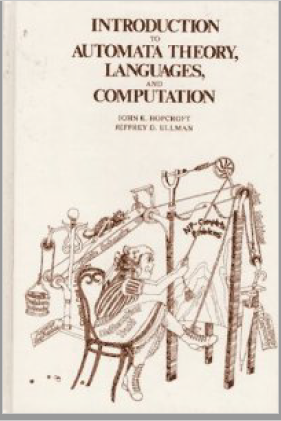 INTRODUCTION
TO
AUTOMATA THEORY,
LANGUAGES,
AND
COMPUTATION
JOHN E. HOPCROFT
JEFFREY D. ULLMAN